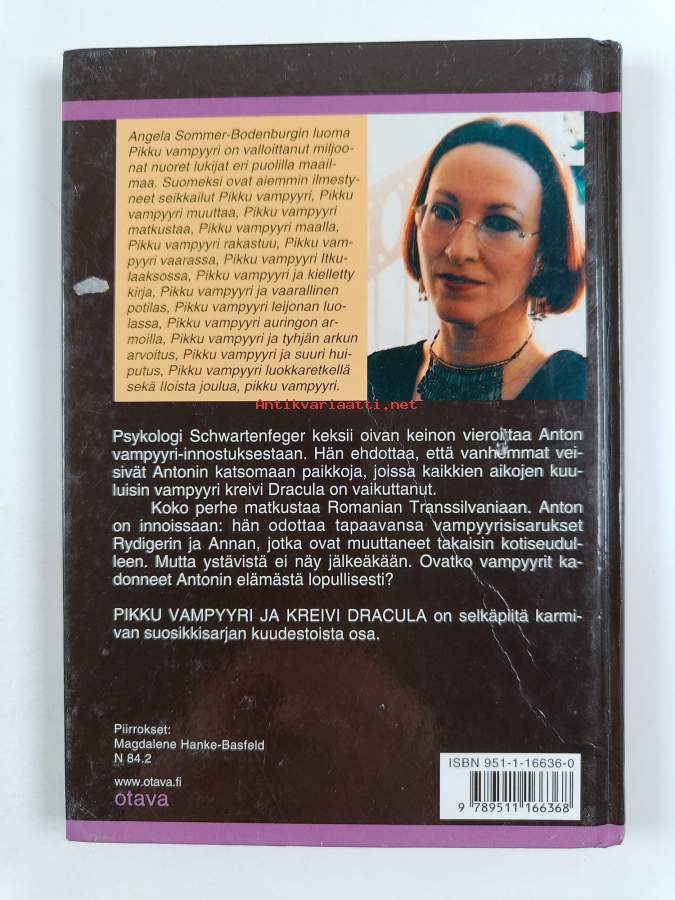 Angela Sommer-Bodenburgin luoma
Pikku vampyyri on valloittanut miljoo-
nat nuoret lukijat eri puolilla maail-
maa. Suomeksi ovat aiemmin ilmesty-
neet seikkailut Pikku vampyyri, Pikku
vampyyri muuttaa, Pikku vampyyri
matkustaa, Pikku vampyyri maalla,
Pikku vampyyri rakastuu, Pikku vam-
pyyri vaarassa, Pikku vampyyri Itku-
laaksossa, Pikku vampyyri ja kielletty
kirja, Pikku vampyyri ja vaarallinen
potilas, Pikku vampyyri leijonan luo-
lassa, Pikku vampyyri auringon ar-
moilla, Pikku vampyyri ja tyhjän arkun
arvoitus, Pikku vampyyri ja suuri hui-
putus, Pikku vampyyri luokkaretkellä
sekä Iloista joulua, pikku vampyyri.
Antikvariaatti.net
Psykologi Schwartenfeger keksii oivan keinon vieroittaa Anton
vampyyri-innostuksestaan. Hän ehdottaa, että vanhemmat vei-
sivät Antonin katsomaan paikkoja, joissa kaikkien aikojen kuu-
luisin vampyyri kreivi Dracula on vaikuttanut.
Koko perhe matkustaa Romanian Transsilvaniaan. Anton
on innoissaan: hän odottaa tapaavansa vampyyrisisarukset
Rydigerin ja Annan, jotka ovat muuttaneet takaisin kotiseudul-
leen. Mutta ystävistä ei näy jälkeäkään. Ovatko vampyyrit ka-
donneet Antonin elämästä lopullisesti?
PIKKU VAMPYYRI JA KREIVI DRACULA on selkäpiitä karmi-
van suosikkisarjan kuudestoista osa.
Piirrokset:
Magdalene Hanke-Basfeld
N 84.2
www.otava.fi
otava
ISBN 951-1-16636-0
9 789511 166368